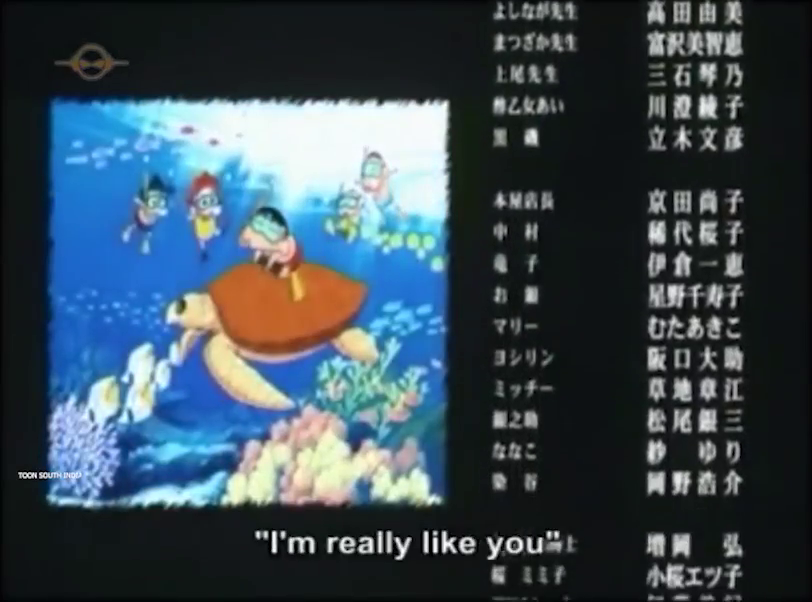 よしなが先生 高田由美
まつざか先生 富沢美智恵
上尾先生 三石琴乃
酢乙女あい 川澄綾子
黒磯 立木文彦
本屋店長 京田尚子
中村 稀代桜子
竜子 伊倉一恵
お銀 星野千寿子
マリー むたあきこ
ヨシリン 阪口大助
ミッチー 草地章江
銀之助 松尾銀三
ななこ 紗ゆり
染谷 岡野浩介
"I'm really like you"
増岡弘
桜ミミ子 小桜エツ子
TOON SOUTH INDIA